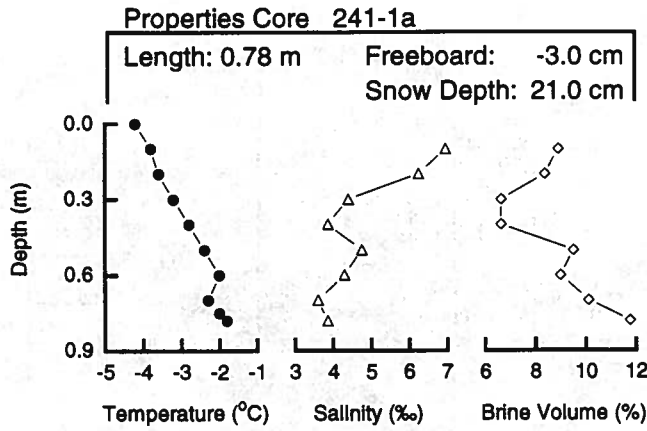 Properties Core 241-1a
Length: 0.78 m Freeboard: -3.0 cm
Snow Depth: 21.0 cm
0.0
0.3
0.6
0.9
Depth (m)
-5 -4 -3 -2 -1 3 4 5 6 7 6 8 10 12
Temperature (°C) Salinity (‰) Brine Volume (%)